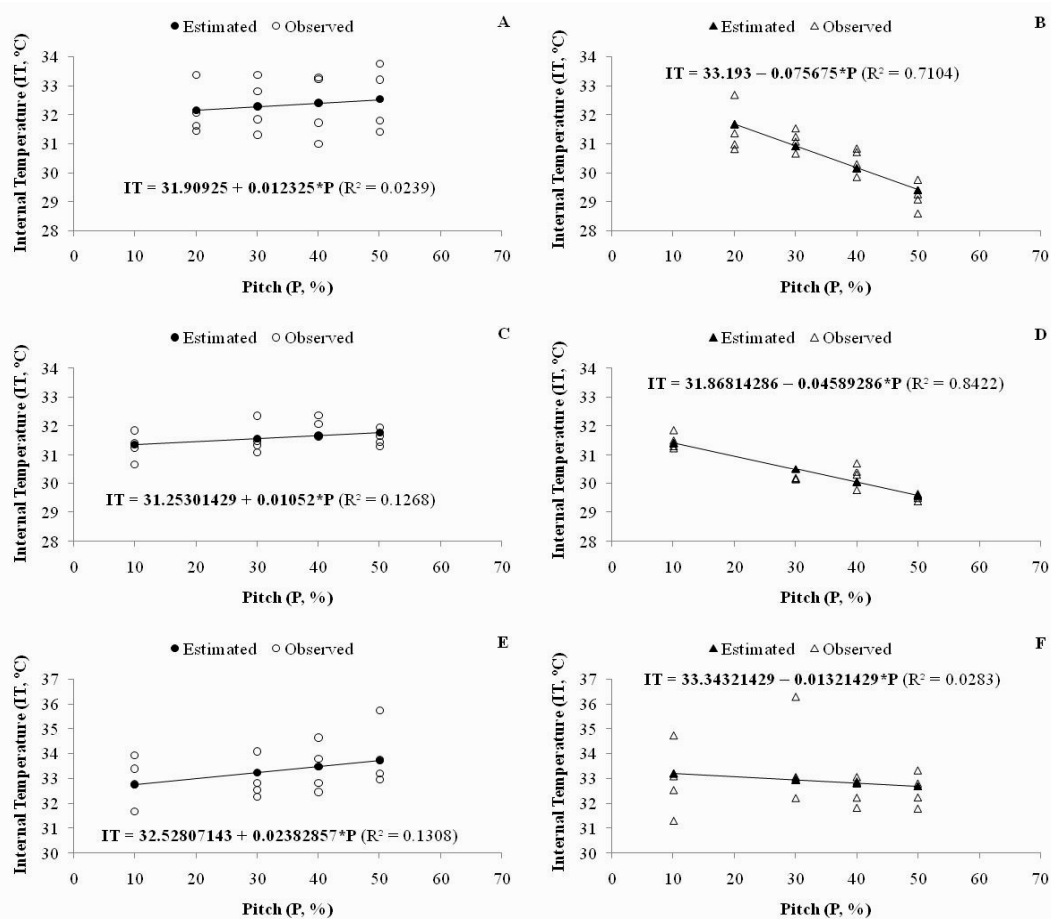 Estimated Observed A
Internal Temperature (IT, ºC)
34
33
32
31
30
29
28
IT = 31.90925 + 0.012325*P (R² = 0.0239)
0 10 20 30 40 50 60 70
Pitch (P, %)
Estimated Observed B
Internal Temperature (IT, ºC)
34
33
32
31
30
29
28
IT = 33.193 – 0.075675*P (R² = 0.7104)
0 10 20 30 40 50 60 70
Pitch (P, %)
Estimated Observed C
Internal Temperature (IT, ºC)
34
33
32
31
30
29
28
IT = 31.25301429 + 0.01052*P (R² = 0.1268)
0 10 20 30 40 50 60 70
Pitch (P, %)
Estimated Observed D
Internal Temperature (IT, ºC)
34
33
32
31
30
29
28
IT = 31.86814286 – 0.04589286*P (R² = 0.8422)
0 10 20 30 40 50 60 70
Pitch (P, %)
Estimated Observed E
Internal Temperature (IT, ºC)
37
36
35
34
33
32
31
30
IT = 32.52807143 + 0.02382857*P (R² = 0.1308)
0 10 20 30 40 50 60 70
Pitch (P, %)
Estimated Observed F
Internal Temperature (IT, ºC)
IT = 33.34321429 – 0.01321429*P (R² = 0.0283)
37
36
35
34
33
32
31
30
0 10 20 30 40 50 60 70
Pitch (P, %)